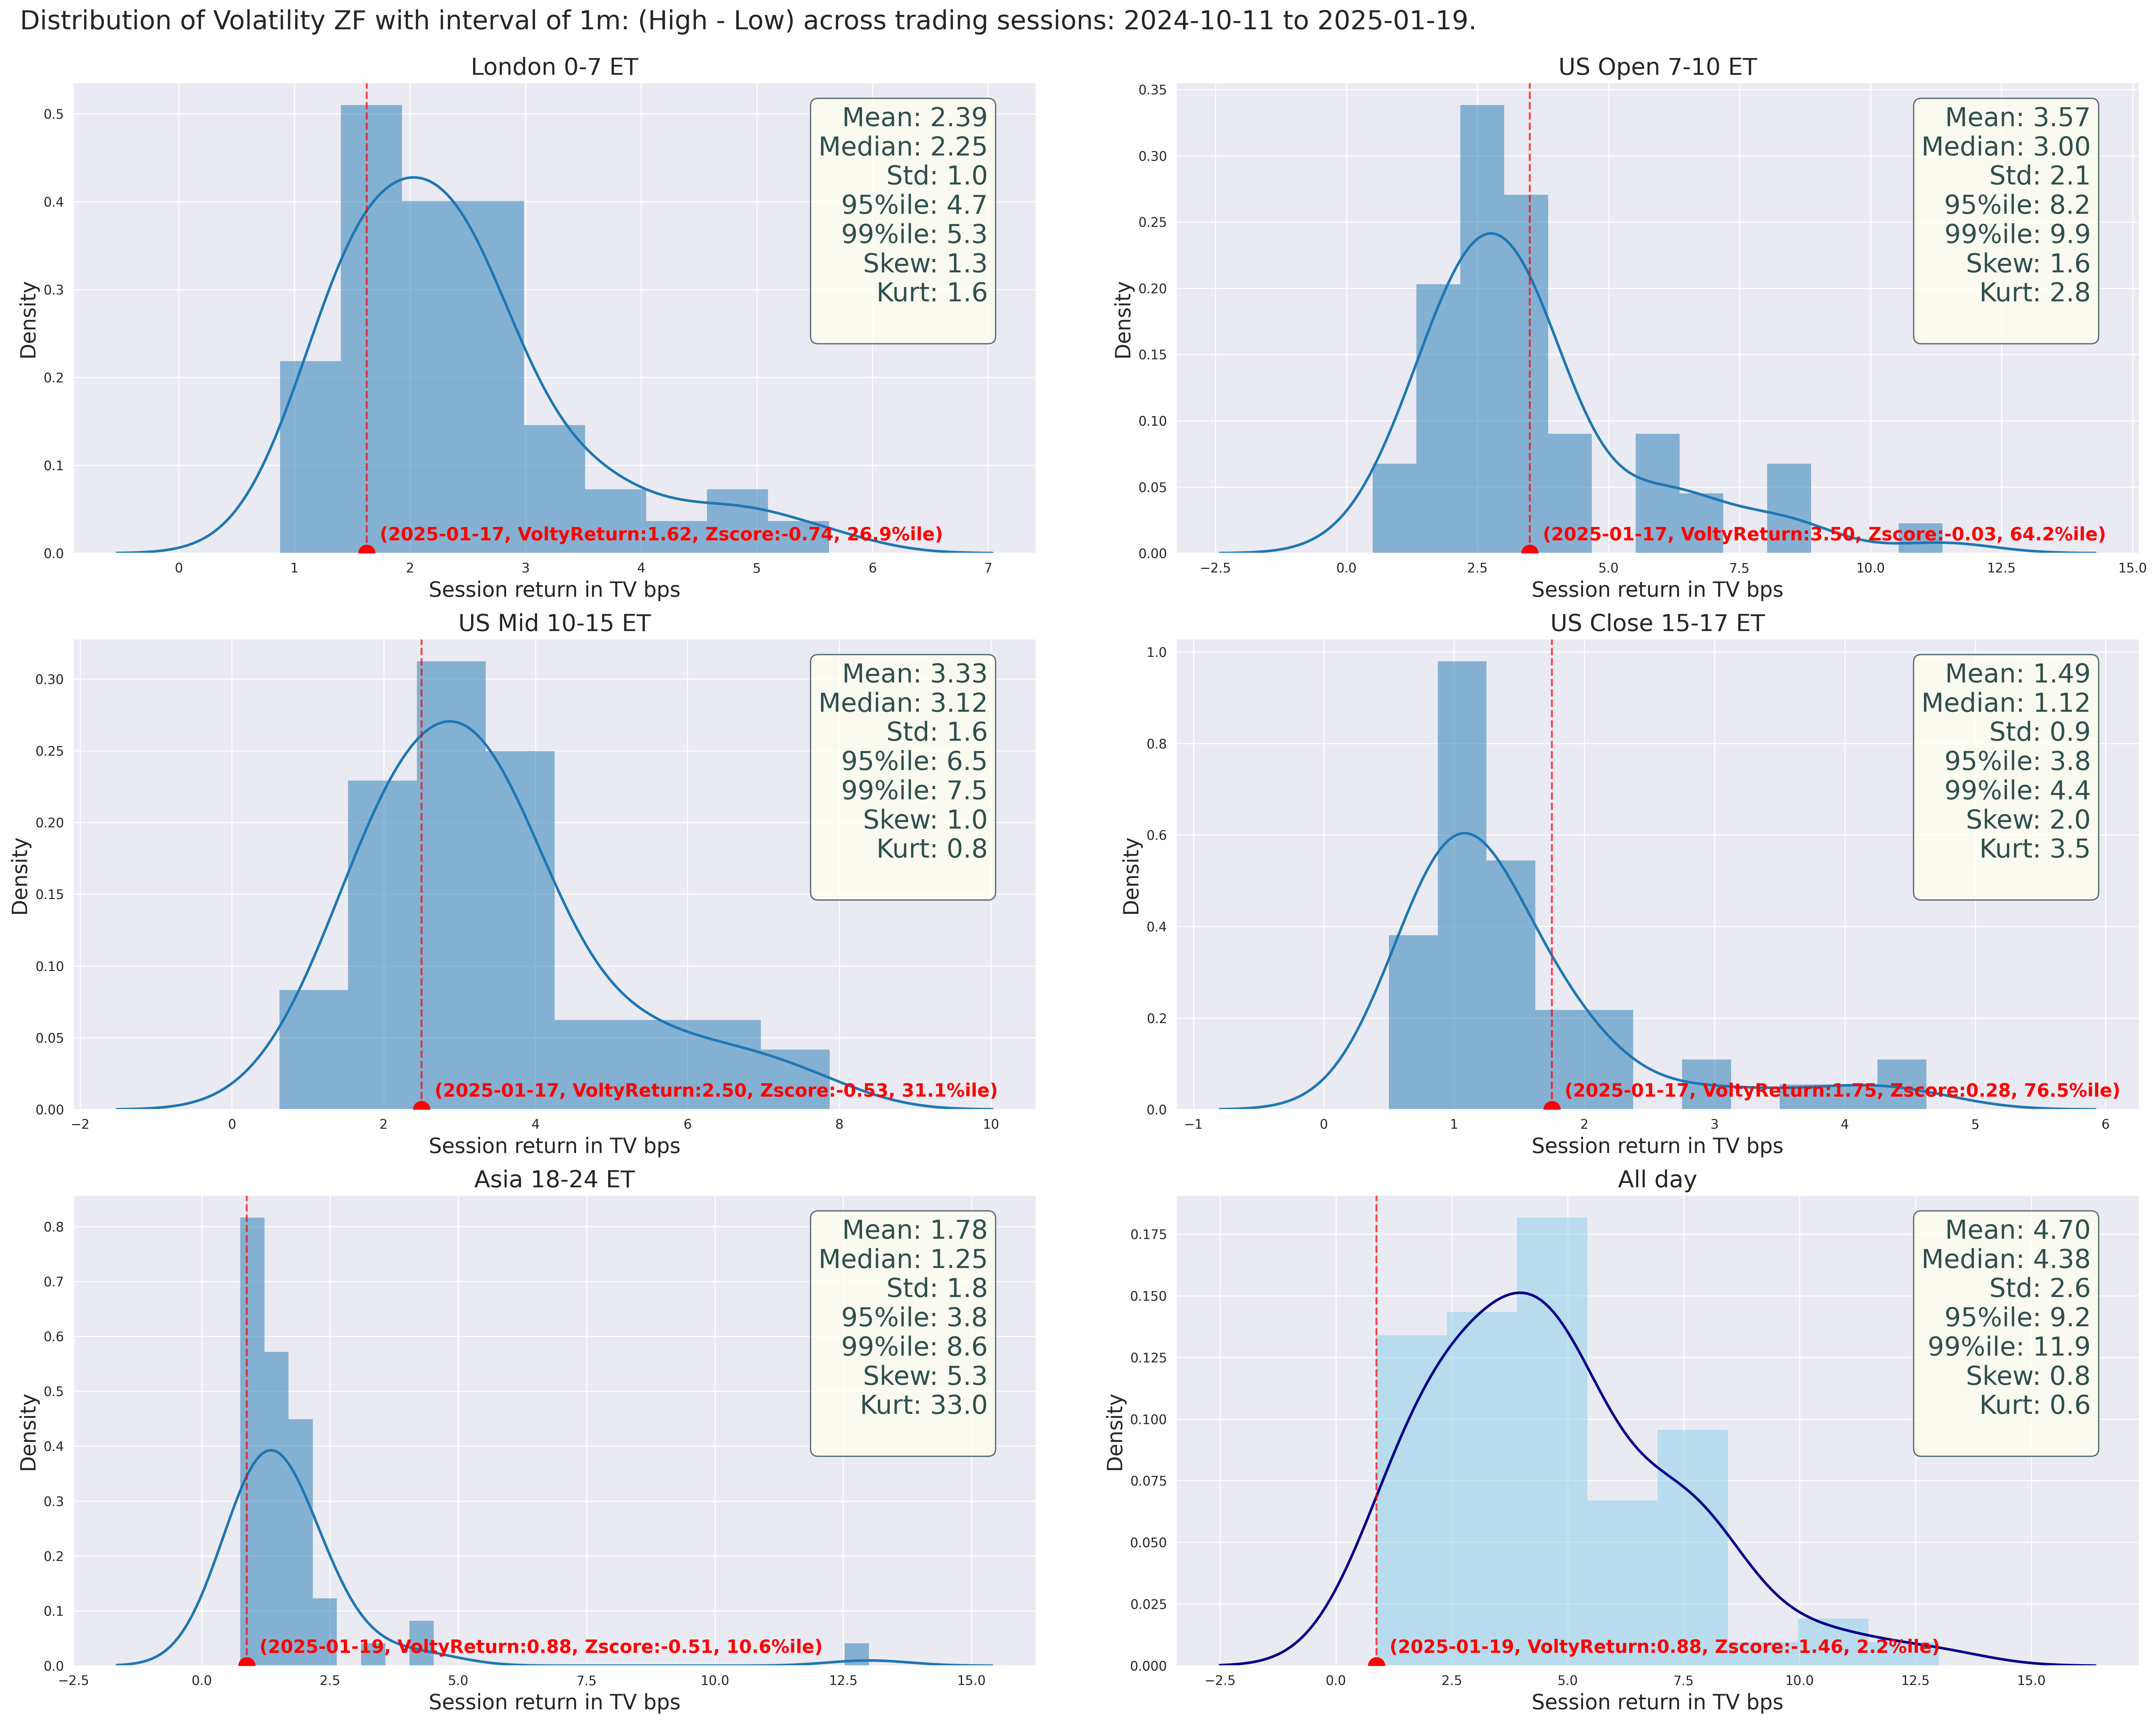 Distribution of Volatility ZF with interval of 1m: (High - Low) across trading sessions: 2024-10-11 to 2025-01-19.
London 0-7 ET
Density
0.5
0.4
0.3
0.2
0.1
0.0
Mean: 2.39
Median: 2.25
Std: 1.0
95%ile: 4.7
99%ile: 5.3
Skew: 1.3
Kurt: 1.6
(2025-01-17, VoltyReturn:1.62, Zscore:-0.74, 26.9%ile)
0 1 2 3 4 5 6 7
Session return in TV bps
US Open 7-10 ET
Density
0.35
0.30
0.25
0.20
0.15
0.10
0.05
0.00
Mean: 3.57
Median: 3.00
Std: 2.1
95%ile: 8.2
99%ile: 9.9
Skew: 1.6
Kurt: 2.8
(2025-01-17, VoltyReturn:3.50, Zscore:-0.03, 64.2%ile)
−2.5 0.0 2.5 5.0 7.5 10.0 12.5 15.0
Session return in TV bps
US Mid 10-15 ET
Density
0.30
0.25
0.20
0.15
0.10
0.05
0.00
Mean: 3.33
Median: 3.12
Std: 1.6
95%ile: 6.5
99%ile: 7.5
Skew: 1.0
Kurt: 0.8
(2025-01-17, VoltyReturn:2.50, Zscore:-0.53, 31.1%ile)
−2 0 2 4 6 8 10
Session return in TV bps
US Close 15-17 ET
Density
1.0
0.8
0.6
0.4
0.2
0.0
Mean: 1.49
Median: 1.12
Std: 0.9
95%ile: 3.8
99%ile: 4.4
Skew: 2.0
Kurt: 3.5
(2025-01-17, VoltyReturn:1.75, Zscore:0.28, 76.5%ile)
−1 0 1 2 3 4 5 6
Session return in TV bps
Asia 18-24 ET
Density
0.8
0.7
0.6
0.5
0.4
0.3
0.2
0.1
0.0
Mean: 1.78
Median: 1.25
Std: 1.8
95%ile: 3.8
99%ile: 8.6
Skew: 5.3
Kurt: 33.0
(2025-01-19, VoltyReturn:0.88, Zscore:-0.51, 10.6%ile)
−2.5 0.0 2.5 5.0 7.5 10.0 12.5 15.0
Session return in TV bps
All day
Density
0.175
0.150
0.125
0.100
0.075
0.050
0.025
0.000
Mean: 4.70
Median: 4.38
Std: 2.6
95%ile: 9.2
99%ile: 11.9
Skew: 0.8
Kurt: 0.6
(2025-01-19, VoltyReturn:0.88, Zscore:-1.46, 2.2%ile)
−2.5 0.0 2.5 5.0 7.5 10.0 12.5 15.0
Session return in TV bps